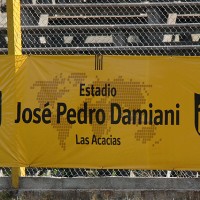 Estadio
José Pedro Damiani
Las Acacias